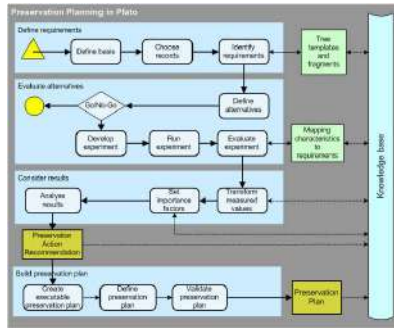 Preservation Planning in Plato
Define requirements
Define basis
Choose
records
Identify
requirements
Tree
templates
and
fragments
Evaluate alternatives
Go/No-Go
Define
alternatives
Develop
experiment
Run
experiment
Evaluate
experiment
Mapping
characteristics
to
requirements
Knowledge base
Consider results
Analyse
results
Set
importance
factors
Transform
measured
values
Preservation
Action
Recommendation
Build preservation plan
Create
executable
preservation plan
Define
preservation
plan
Validate
preservation
plan
Preservation
Plan